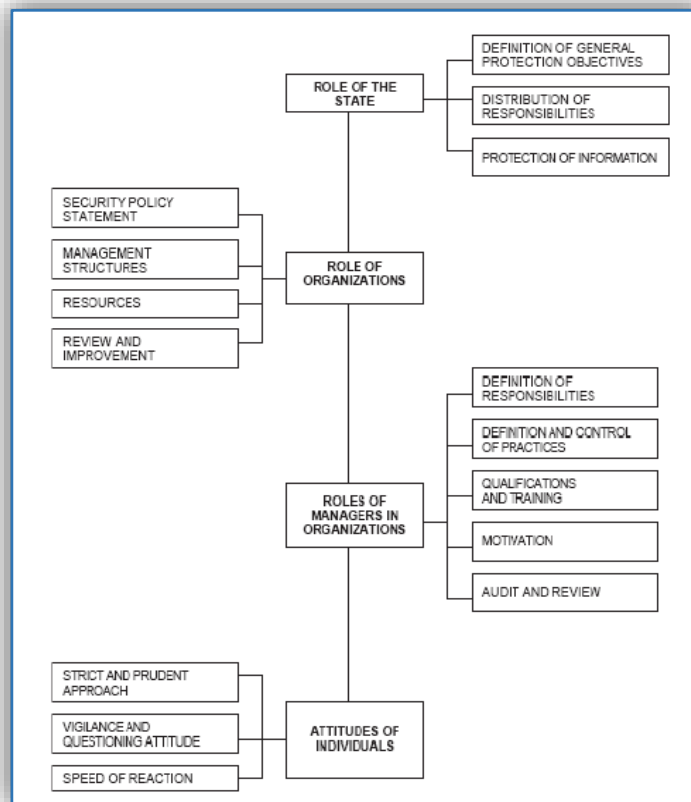 ROLE OF THE
STATE
DEFINITION OF GENERAL
PROTECTION OBJECTIVES
DISTRIBUTION OF
RESPONSIBILITIES
PROTECTION OF INFORMATION
SECURITY POLICY
STATEMENT
MANAGEMENT
STRUCTURES
RESOURCES
REVIEW AND
IMPROVEMENT
ROLE OF
ORGANIZATIONS
ROLES OF
MANAGERS IN
ORGANIZATIONS
DEFINITION OF
RESPONSIBILITIES
DEFINITION AND CONTROL
OF PRACTICES
QUALIFICATIONS
AND TRAINING
MOTIVATION
AUDIT AND REVIEW
STRICT AND PRUDENT
APPROACH
VIGILANCE AND
QUESTIONING ATTITUDE
SPEED OF REACTION
ATTITUDES OF
INDIVIDUALS